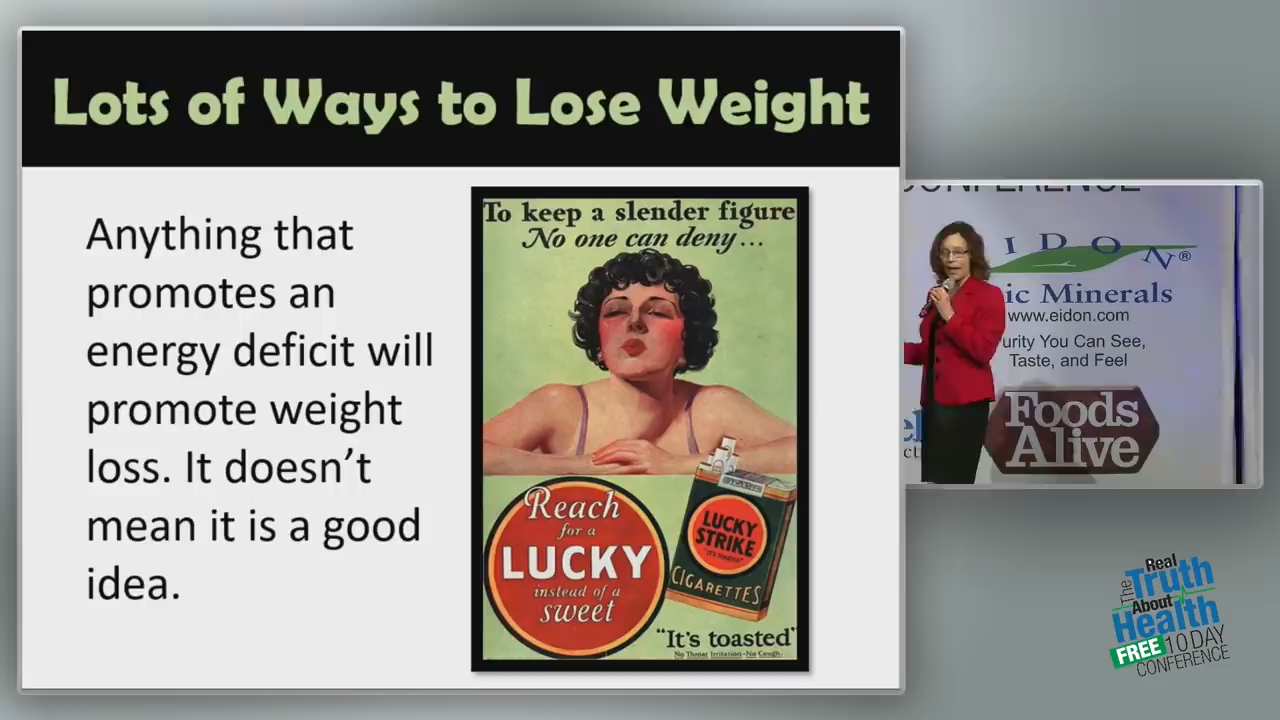 Lots of Ways to Lose Weight
Anything that
promotes an
energy deficit will
promote weight
loss. It doesn't
mean it is a good
idea.
To keep a slender figure
No one can deny...
Reach
for a
LUCKY
instead of a
sweet
LUCKY
STRIKE
"IT'S TOASTED"
CIGARETTES
"It's toasted"
No Throat Irritation-No Cough.
CONFERENCE
IDON®
ic Minerals
www.eidon.com
urity You Can See,
Taste, and Feel
Foods
Alive
The Real
Truth
About
Health
FREE 10 DAY
CONFERENCE